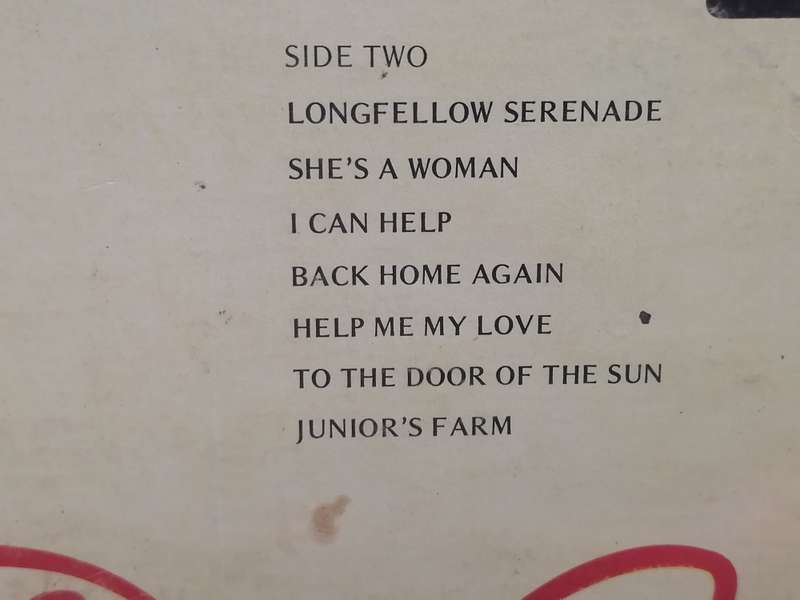 SIDE TWO
LONGFELLOW SERENADE
SHE'S A WOMAN
I CAN HELP
BACK HOME AGAIN
HELP ME MY LOVE
TO THE DOOR OF THE SUN
JUNIOR'S FARM